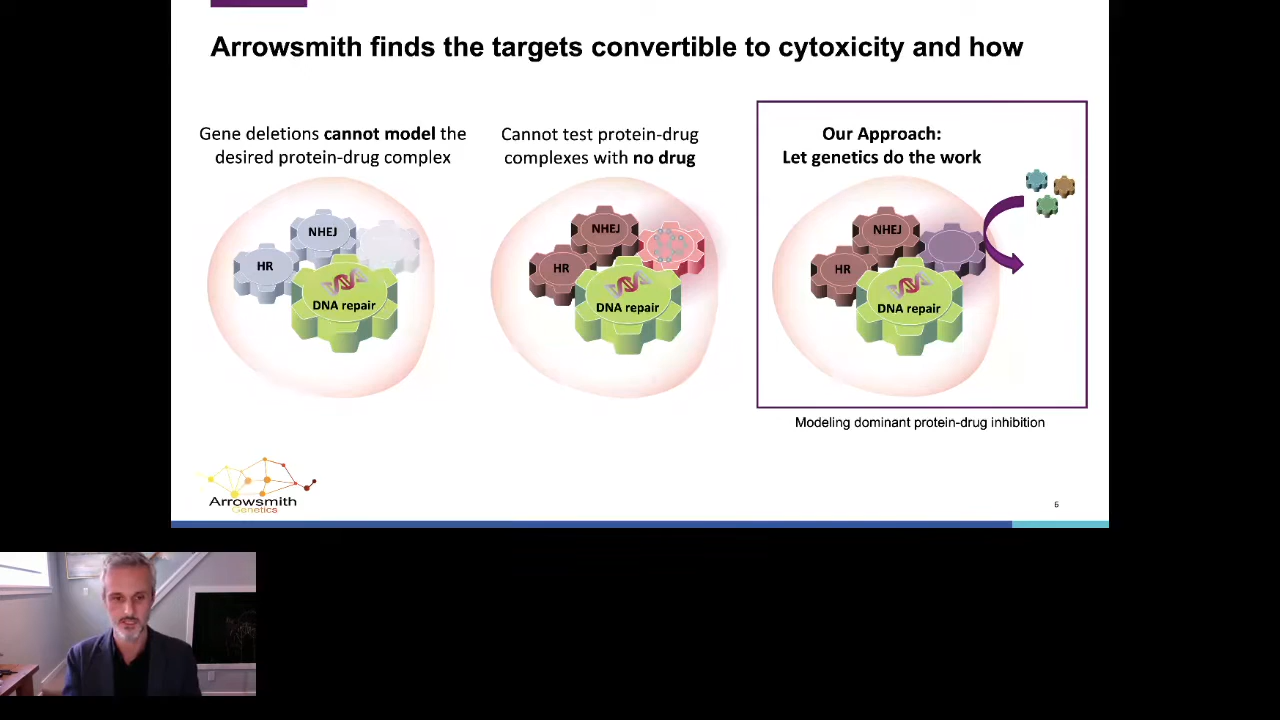 Arrowsmith finds the targets convertible to cytoxicity and how
Gene deletions cannot model the
desired protein-drug complex
NHEJ
HR
DNA repair
Cannot test protein-drug
complexes with no drug
NHEJ
HR
DNA repair
Our Approach:
Let genetics do the work
NHEJ
HR
DNA repair
Modeling dominant protein-drug inhibition
Arrowsmith
Genetics
6